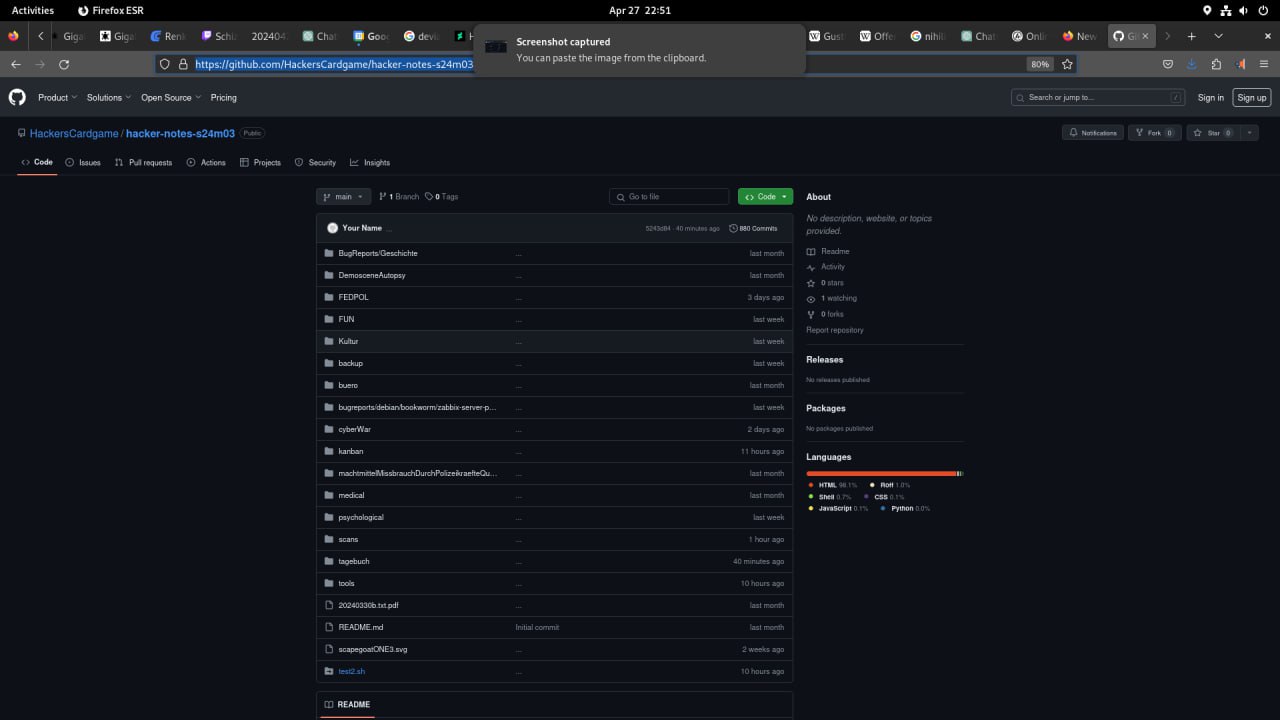 Activities Firefox ESR Apr 27 22:51
Giga Giga Renk Schiz 202404. Chat Goo devi Gust Offer nihili Chat Onli New
Screenshot captured
You can paste the image from the clipboard.
https://github.com/HackersCardgame/hacker-notes-s24m03 80%
Product Solutions Open Source Pricing Search or jump to... / Sign in Sign up
HackersCardgame / hacker-notes-s24m03 Public Notifications Fork 0 Star 0
Code Issues Pull requests Actions Projects Security Insights
main 1 Branch 0 Tags Go to file Code
Your Name ... 5243d84 · 40 minutes ago 880 Commits
BugReports/Geschichte ... last month
DemosceneAutopsy ... last month
FEDPOL ... 3 days ago
FUN ... last week
Kultur ... last week
backup ... last week
buero ... last month
bugreports/debian/bookworm/zabbix-server-p... ... last week
cyberWar ... 2 days ago
kanban ... 11 hours ago
machtmittelMissbrauchDurchPolizeikraefteQu... ... last month
medical ... last month
psychological ... last week
scans ... 1 hour ago
tagebuch ... 40 minutes ago
tools ... 10 hours ago
20240330b.txt.pdf ... last month
README.md Initial commit last month
scapegoatONE3.svg ... 2 weeks ago
test2.sh ... 10 hours ago
README
About
No description, website, or topics
provided.
Readme
Activity
0 stars
1 watching
0 forks
Report repository
Releases
No releases published
Packages
No packages published
Languages
HTML 98.1% Roff 1.0%
Shell 0.7% CSS 0.1%
JavaScript 0.1% Python 0.0%